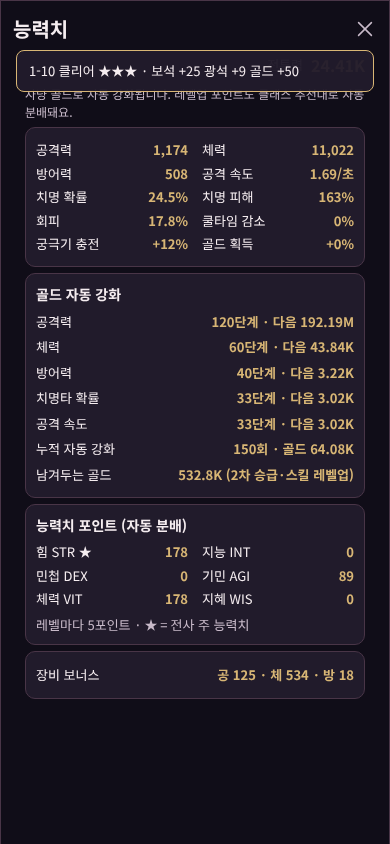 능력치
1-10 클리어 ★★★ · 보석 +25 광석 +9 골드 +50
24.41K
사냥 골드로 자동 강화됩니다. 레벨업 포인트도 클래스 추천대로 자동
분배돼요.
공격력 1,174 체력 11,022
방어력 508 공격 속도 1.69/초
치명 확률 24.5% 치명 피해 163%
회피 17.8% 쿨타임 감소 0%
궁극기 충전 +12% 골드 획득 +0%
골드 자동 강화
공격력 120단계 · 다음 192.19M
체력 60단계 · 다음 43.84K
방어력 40단계 · 다음 3.22K
치명타 확률 33단계 · 다음 3.02K
공격 속도 33단계 · 다음 3.02K
누적 자동 강화 150회 · 골드 64.08K
남겨두는 골드 532.8K (2차 승급·스킬 레벨업)
능력치 포인트 (자동 분배)
힘 STR ★ 178 지능 INT 0
민첩 DEX 0 기민 AGI 89
체력 VIT 178 지혜 WIS 0
레벨마다 5포인트 · ★ = 전사 주 능력치
장비 보너스 공 125 · 체 534 · 방 18